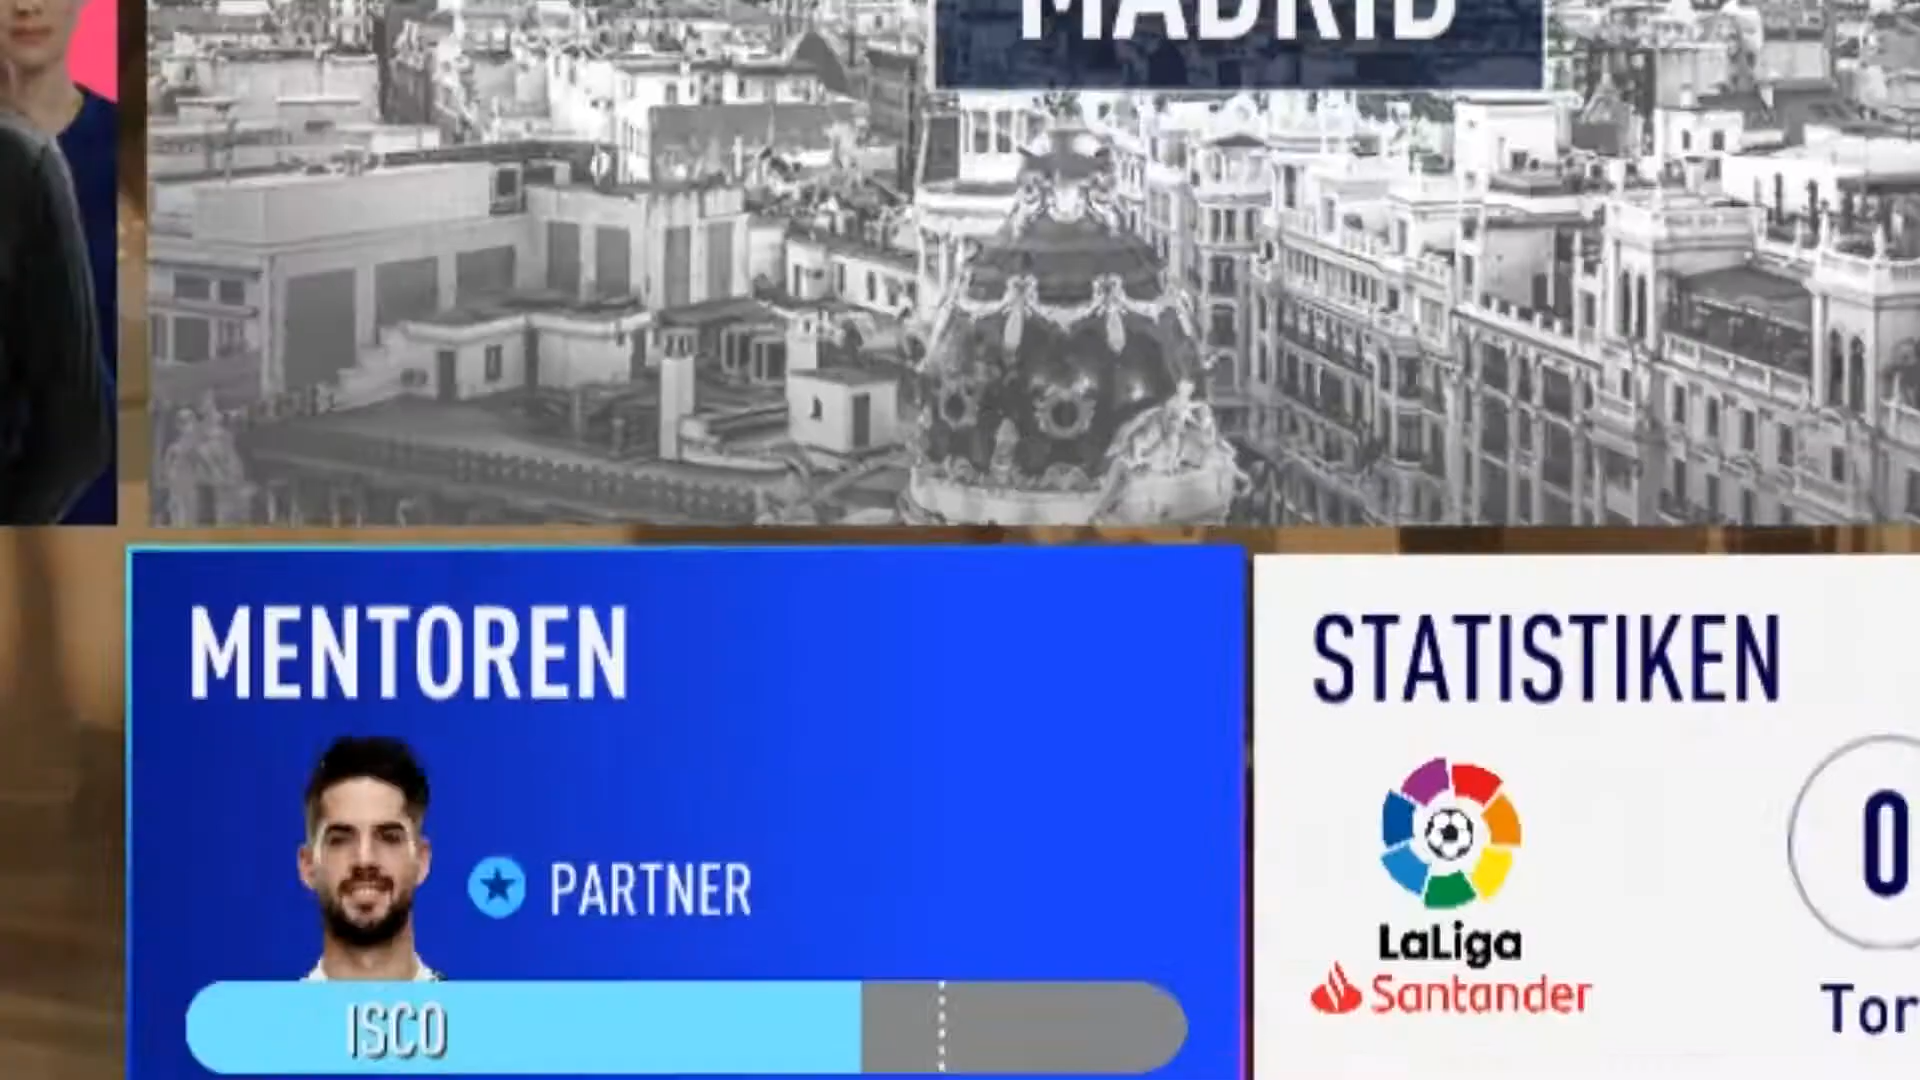 MADRID
MENTOREN
PARTNER
ISCO
STATISTIKEN
LaLiga
Santander
0
Tor